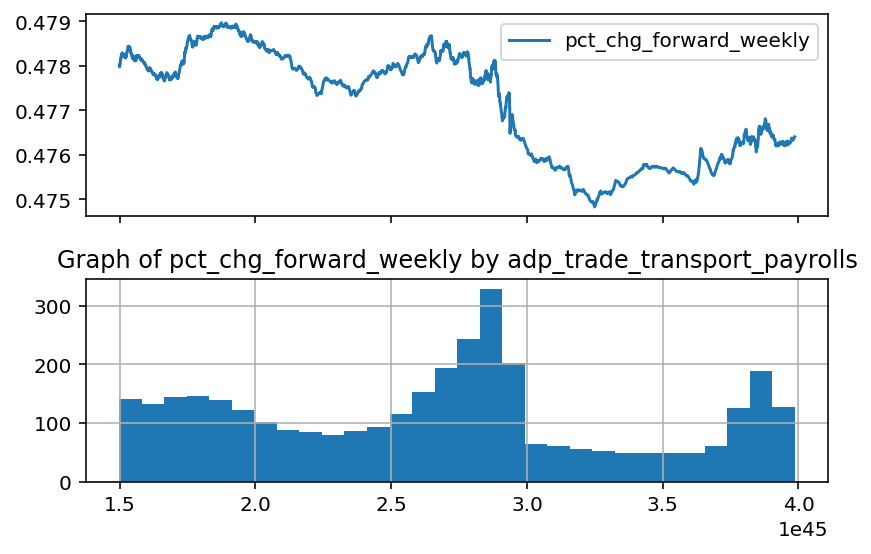 0.479
0.478
0.477
0.476
0.475
pct_chg_forward_weekly
Graph of pct_chg_forward_weekly by adp_trade_transport_payrolls
300
200
100
0
1.5 2.0 2.5 3.0 3.5 4.0
1e45